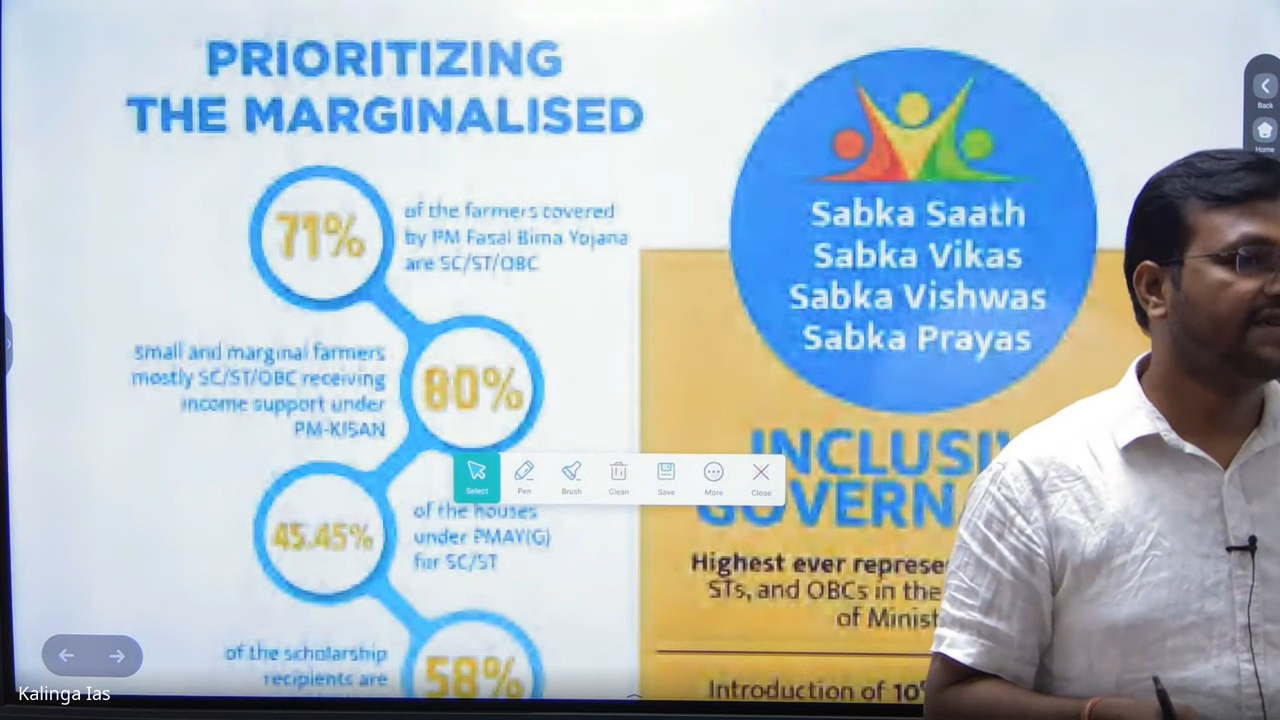 PRIORITIZING
THE MARGINALISED
71%
of the farmers covered
by PM Fasal Bima Yojana
are SC/ST/OBC
small and marginal farmers
mostly SC/ST/OBC receiving
income support under
PM-KISAN
80%
45.45%
of the houses
under PMAY(G)
for SC/ST
of the scholarship
recipients are
58%
Sabka Saath
Sabka Vikas
Sabka Vishwas
Sabka Prayas
INCLUSIV
GOVERN
Highest ever represe
STs, and OBCs in the
of Minist
Introduction of 10%
Select
Pen
Brush
Clean
Save
More
Close
Back
Home
Kalinga Ias